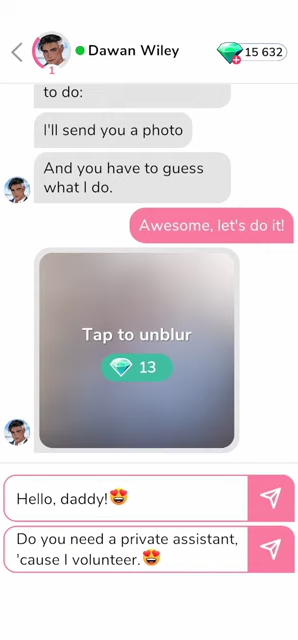 Dawan Wiley
15 632
1
to do:
I'll send you a photo
And you have to guess
what I do.
Awesome, let's do it!
Tap to unblur
13
Hello, daddy!😍
Do you need a private assistant,
'cause I volunteer.😍